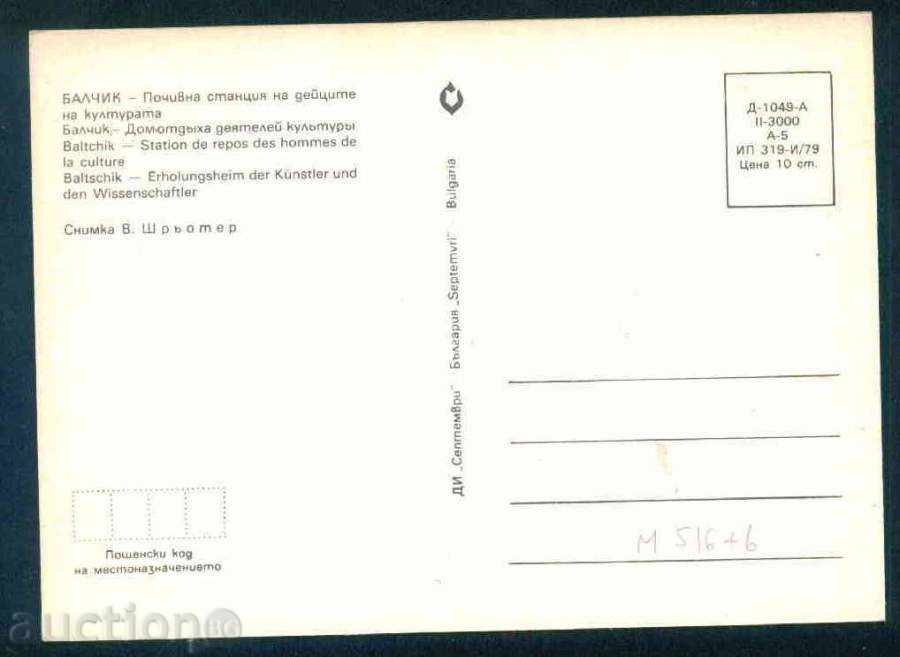 БАЛЧИК – Почивна станция на дейците
на културата
Балчик,– Дом отдыха деятелей культуры
Baltchik — Station de repos des hommes de
la culture
Baltschik — Erholungsheim der Künstler und
den Wissenschaftler
Снимка В. Шрьотер
ДИ „Септември" България „Septemvri" Bulgaria
Д-1049-А
II-3000
А-5
ИП 319-И/79
Цена 10 ст.
M 516+6
Пощенски код
на местоназначението
auction BG